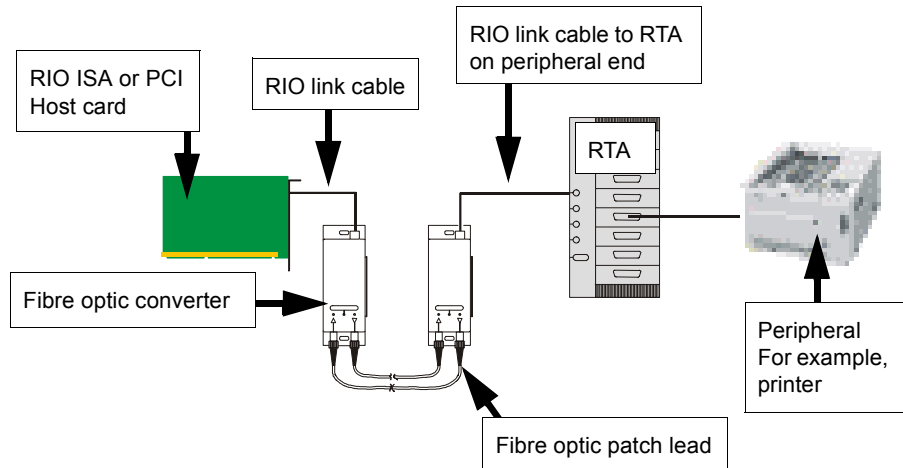 RIO link cable to RTA
on peripheral end
RIO ISA or PCI
Host card
RIO link cable
RTA
Fibre optic converter
Peripheral
For example,
printer
Fibre optic patch lead